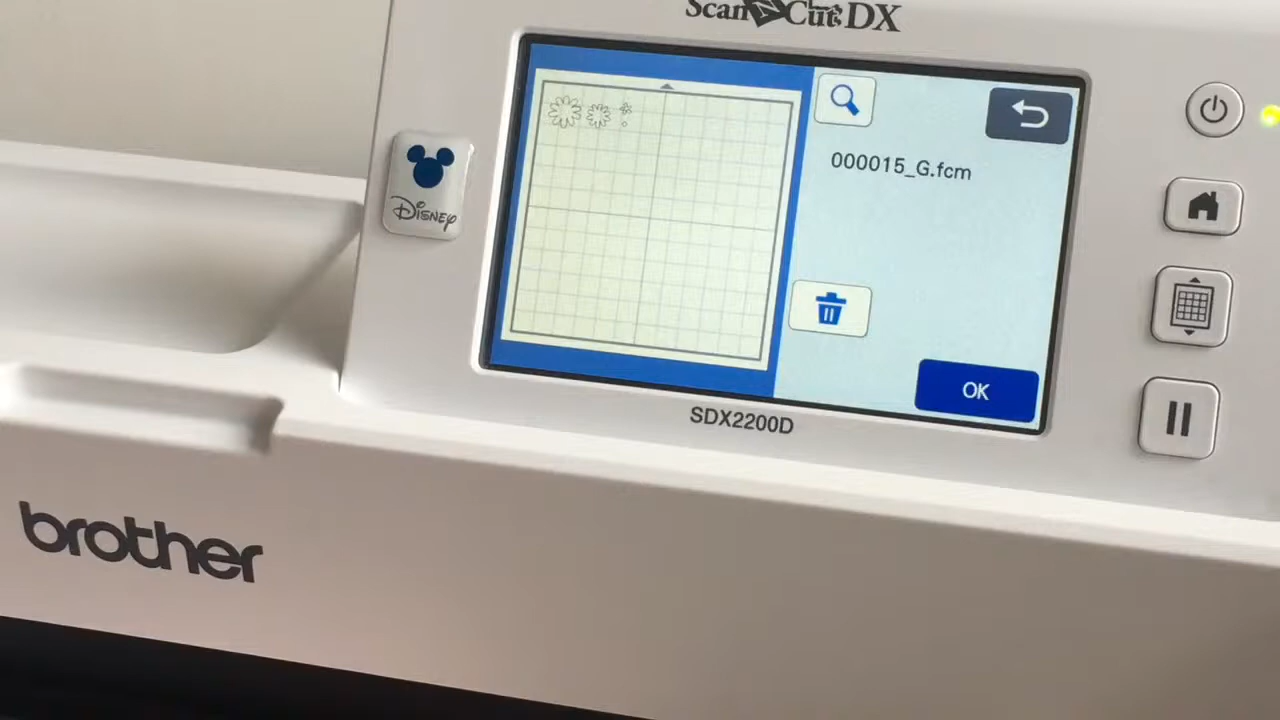 ScanNCut DX
000015_G.fcm
Disney
OK
SDX2200D
brother